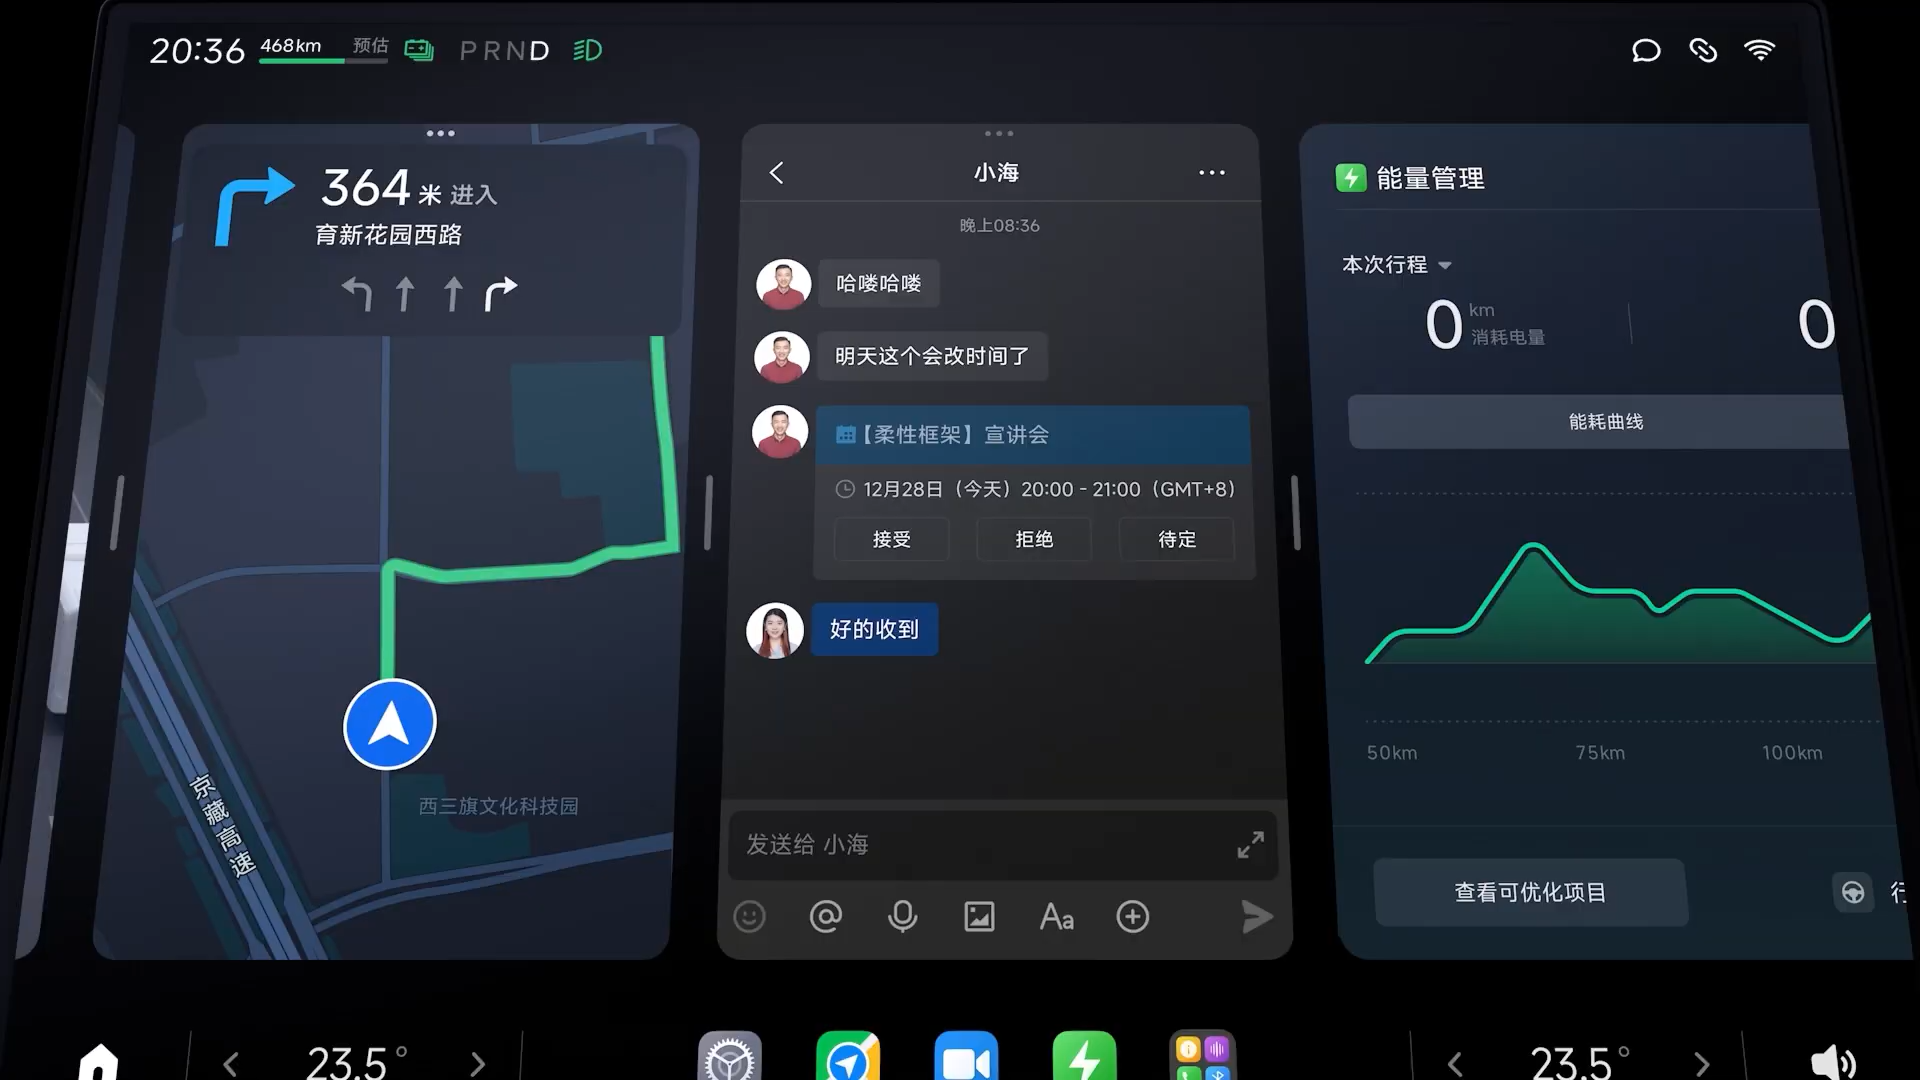 20:36 468km 预估 PRND
364 米 进入
育新花园西路
京藏高速
西三旗文化科技园
小海
晚上08:36
哈喽哈喽
明天这个会改时间了
【柔性框架】宣讲会
12月28日（今天）20:00 - 21:00（GMT+8）
接受 拒绝 待定
好的收到
发送给 小海
@ Aa
能量管理
本次行程
0 km 消耗电量
0
能耗曲线
50km 75km 100km
查看可优化项目
行
23.5° 23.5°